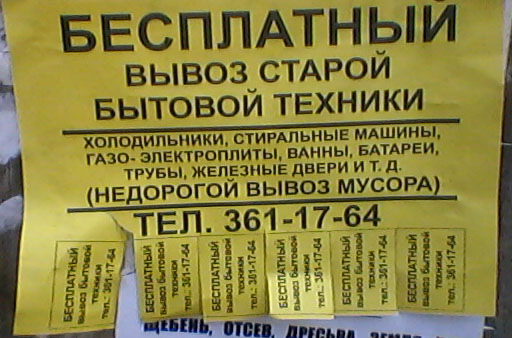 БЕСПЛАТНЫЙ
ВЫВОЗ СТАРОЙ
БЫТОВОЙ ТЕХНИКИ
ХОЛОДИЛЬНИКИ, СТИРАЛЬНЫЕ МАШИНЫ,
ГАЗО- ЭЛЕКТРОПЛИТЫ, ВАННЫ, БАТАРЕИ,
ТРУБЫ, ЖЕЛЕЗНЫЕ ДВЕРИ И Т. Д.
(НЕДОРОГОЙ ВЫВОЗ МУСОРА)
ТЕЛ. 361-17-64
БЕСПЛАТНЫЙ
вывоз бытовой
техники
тел.: 361-17-64
БЕСПЛАТНЫЙ
вывоз бытовой
техники
тел.: 361-17-64
БЕСПЛАТНЫЙ
вывоз бытовой
техники
тел.: 361-17-64
БЕСПЛАТНЫЙ
вывоз бытовой
техники
тел.: 361-17-64
БЕСПЛАТНЫЙ
вывоз бытовой
техники
тел.: 361-17-64
БЕСПЛАТНЫЙ
вывоз бытовой
техники
тел.: 361-17-64
ЩЕБЕНЬ, ОТСЕВ, ДРЕСЬВА,